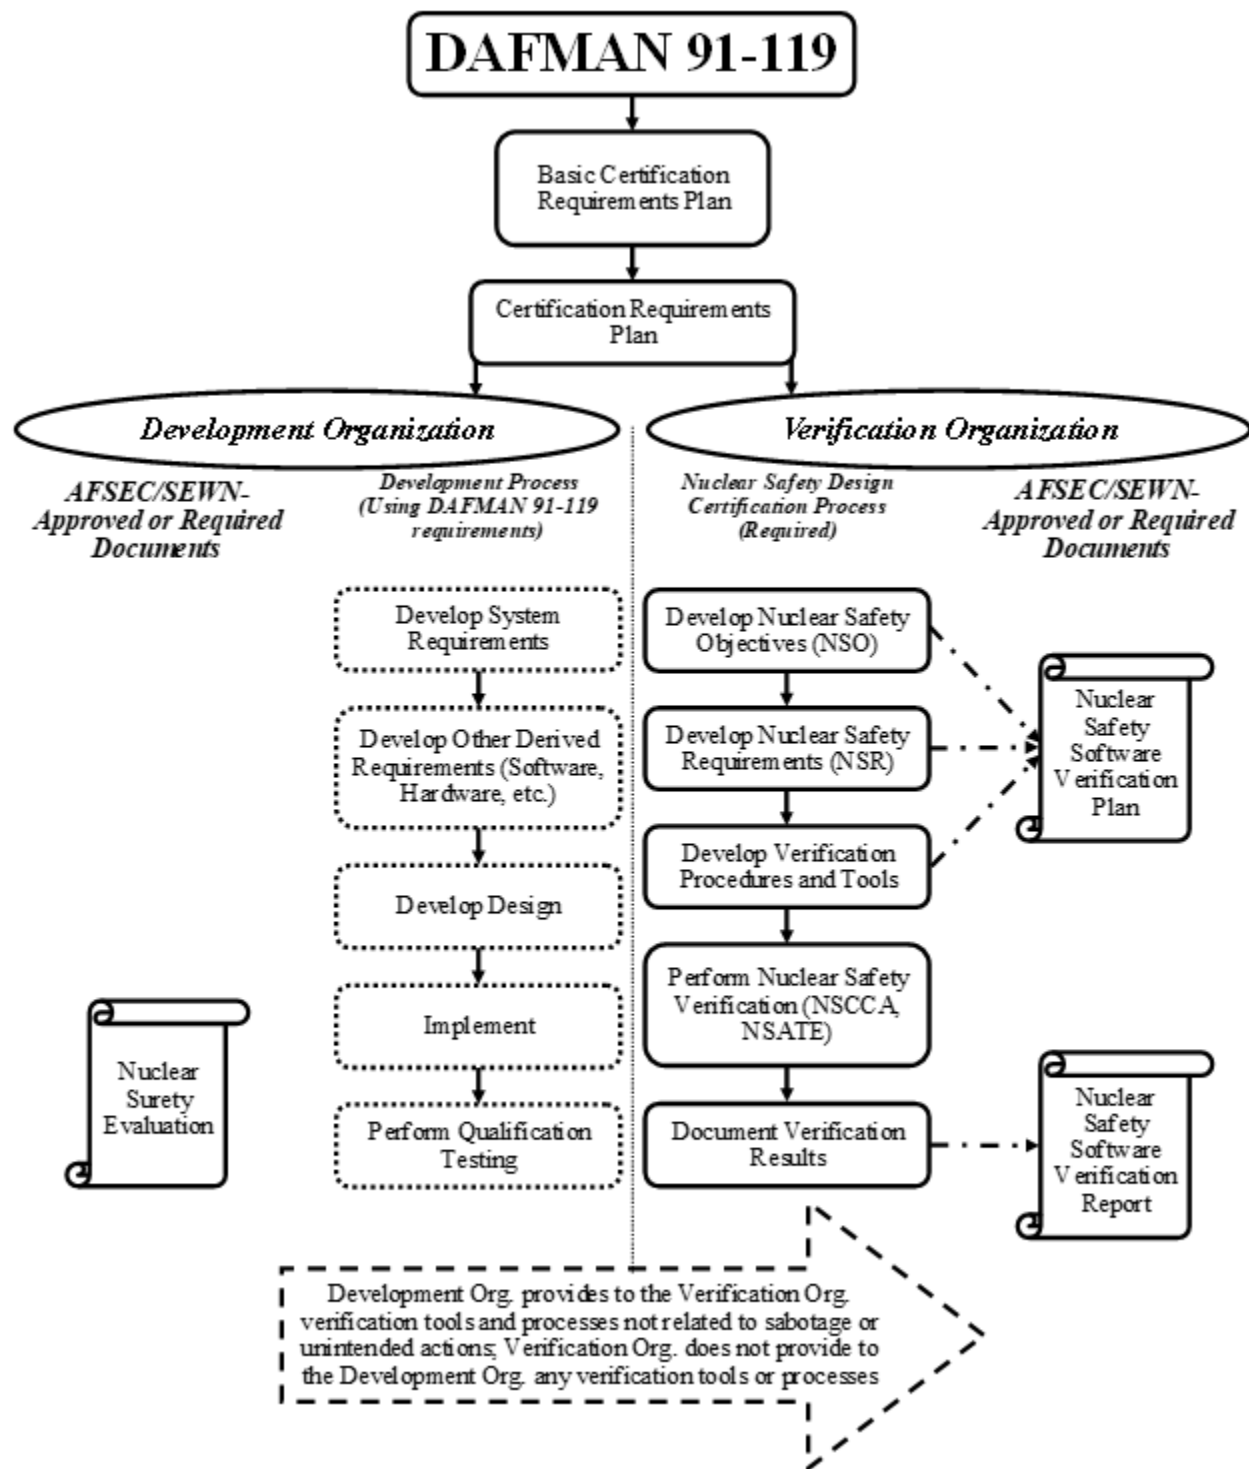 DAFMAN 91-119
Basic Certification
Requirements Plan
Certification Requirements
Plan
Development Organization
Verification Organization
AFSEC/SEWN-
Approved or Required
Documents
Development Process
(Using DAFMAN 91-119
requirements)
Nuclear Safety Design
Certification Process
(Required)
AFSEC/SEWN-
Approved or Required
Documents
Develop System
Requirements
Develop Other Derived
Requirements (Software,
Hardware, etc.)
Develop Design
Implement
Perform Qualification
Testing
Nuclear
Surety
Evaluation
Develop Nuclear Safety
Objectives (NSO)
Develop Nuclear Safety
Requirements (NSR)
Develop Verification
Procedures and Tools
Perform Nuclear Safety
Verification (NSCCA,
NSATE)
Document Verification
Results
Nuclear
Safety
Software
Verification
Plan
Nuclear
Safety
Software
Verification
Report
Development Org. provides to the Verification Org.
verification tools and processes not related to sabotage or
unintended actions; Verification Org. does not provide to
the Development Org. any verification tools or processes